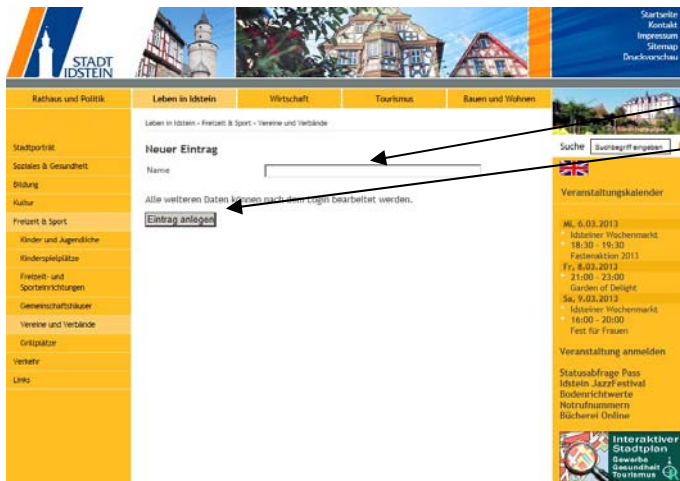 STADT
IDSTEIN
Startseite
Kontakt
Impressum
Sitemap
Druckvorschau
Rathaus und Politik
Leben in Idstein
Wirtschaft
Tourismus
Bauen und Wohnen
Leben in Idstein - Freizeit & Sport - Vereine und Verbände
Stadtporträt
Soziales & Gesundheit
Bildung
Kultur
Freizeit & Sport
Kinder und Jugendliche
Kinderspielplätze
Freizeit- und
Sporteinrichtungen
Gemeinschaftshäuser
Vereine und Verbände
Grillplätze
Verkehr
Links
Neuer Eintrag
Name
Alle weiteren Daten können nach dem Login bearbeitet werden.
Eintrag anlegen
Suche Suchbegriff eingeben
Veranstaltungskalender
Mi, 6.03.2013
Idsteiner Wochenmarkt
18:30 - 19:30
Fastenaktion 2013
Fr, 8.03.2013
21:00 - 23:00
Garden of Delight
Sa, 9.03.2013
Idsteiner Wochenmarkt
16:00 - 20:00
Fest für Frauen
Veranstaltung anmelden
Statusabfrage Pass
Idstein JazzFestival
Bodenrichtwerte
Notrufnummern
Bücherei Online
Interaktiver
Stadtplan
Gewerbe
Gesundheit
Tourismus